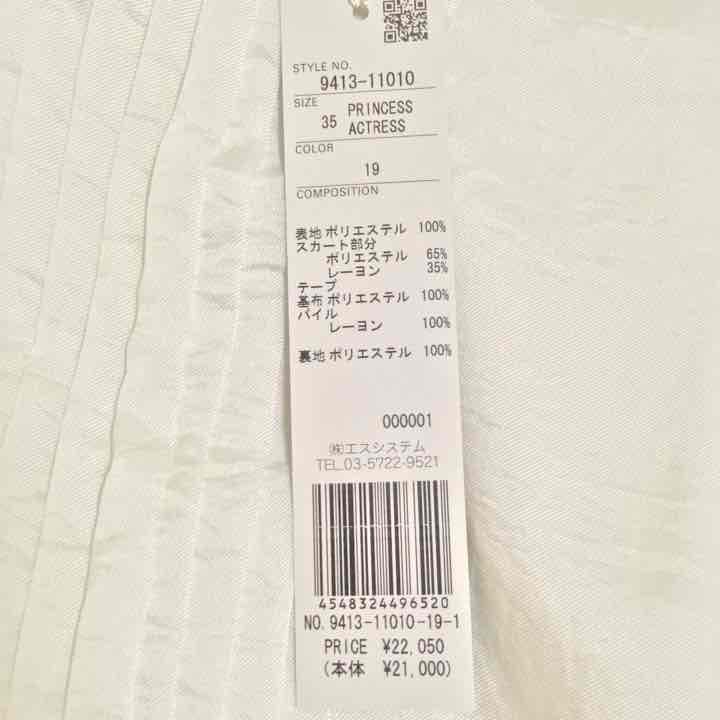 STYLE NO.
9413-11010
SIZE
35 PRINCESS
ACTRESS
COLOR
19
COMPOSITION
表地 ポリエステル 100%
スカート部分
ポリエステル 65%
レーヨン 35%
テープ
基布 ポリエステル 100%
パイル
レーヨン 100%
裏地 ポリエステル 100%
000001
㈱エスシステム
TEL.03-5722-9521
4548324496520
NO. 9413-11010-19-1
PRICE ¥22,050
(本体 ¥21,000)